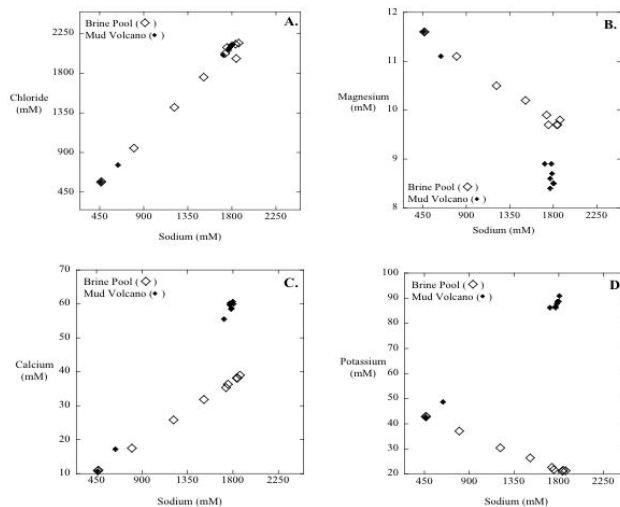 A.
Brine Pool ( ◇ )
Mud Volcano ( ◆ )
2250
1800
1350
900
450
Chloride
(mM)
450 900 1350 1800 2250
Sodium (mM)
B.
12
11
10
9
8
Magnesium
(mM)
Brine Pool ( ◇ )
Mud Volcano ( ◆ )
450 900 1350 1800 2250
Sodium (mM)
C.
Brine Pool ( ◇ )
Mud Volcano ( ◆ )
70
60
50
40
30
20
10
Calcium
(mM)
450 900 1350 1800 2250
Sodium (mM)
D
Brine Pool ( ◇ )
Mud Volcano ( ◆ )
100
90
80
70
60
50
40
30
20
Potassium
(mM)
450 900 1350 1800 2250
Sodium (mM)